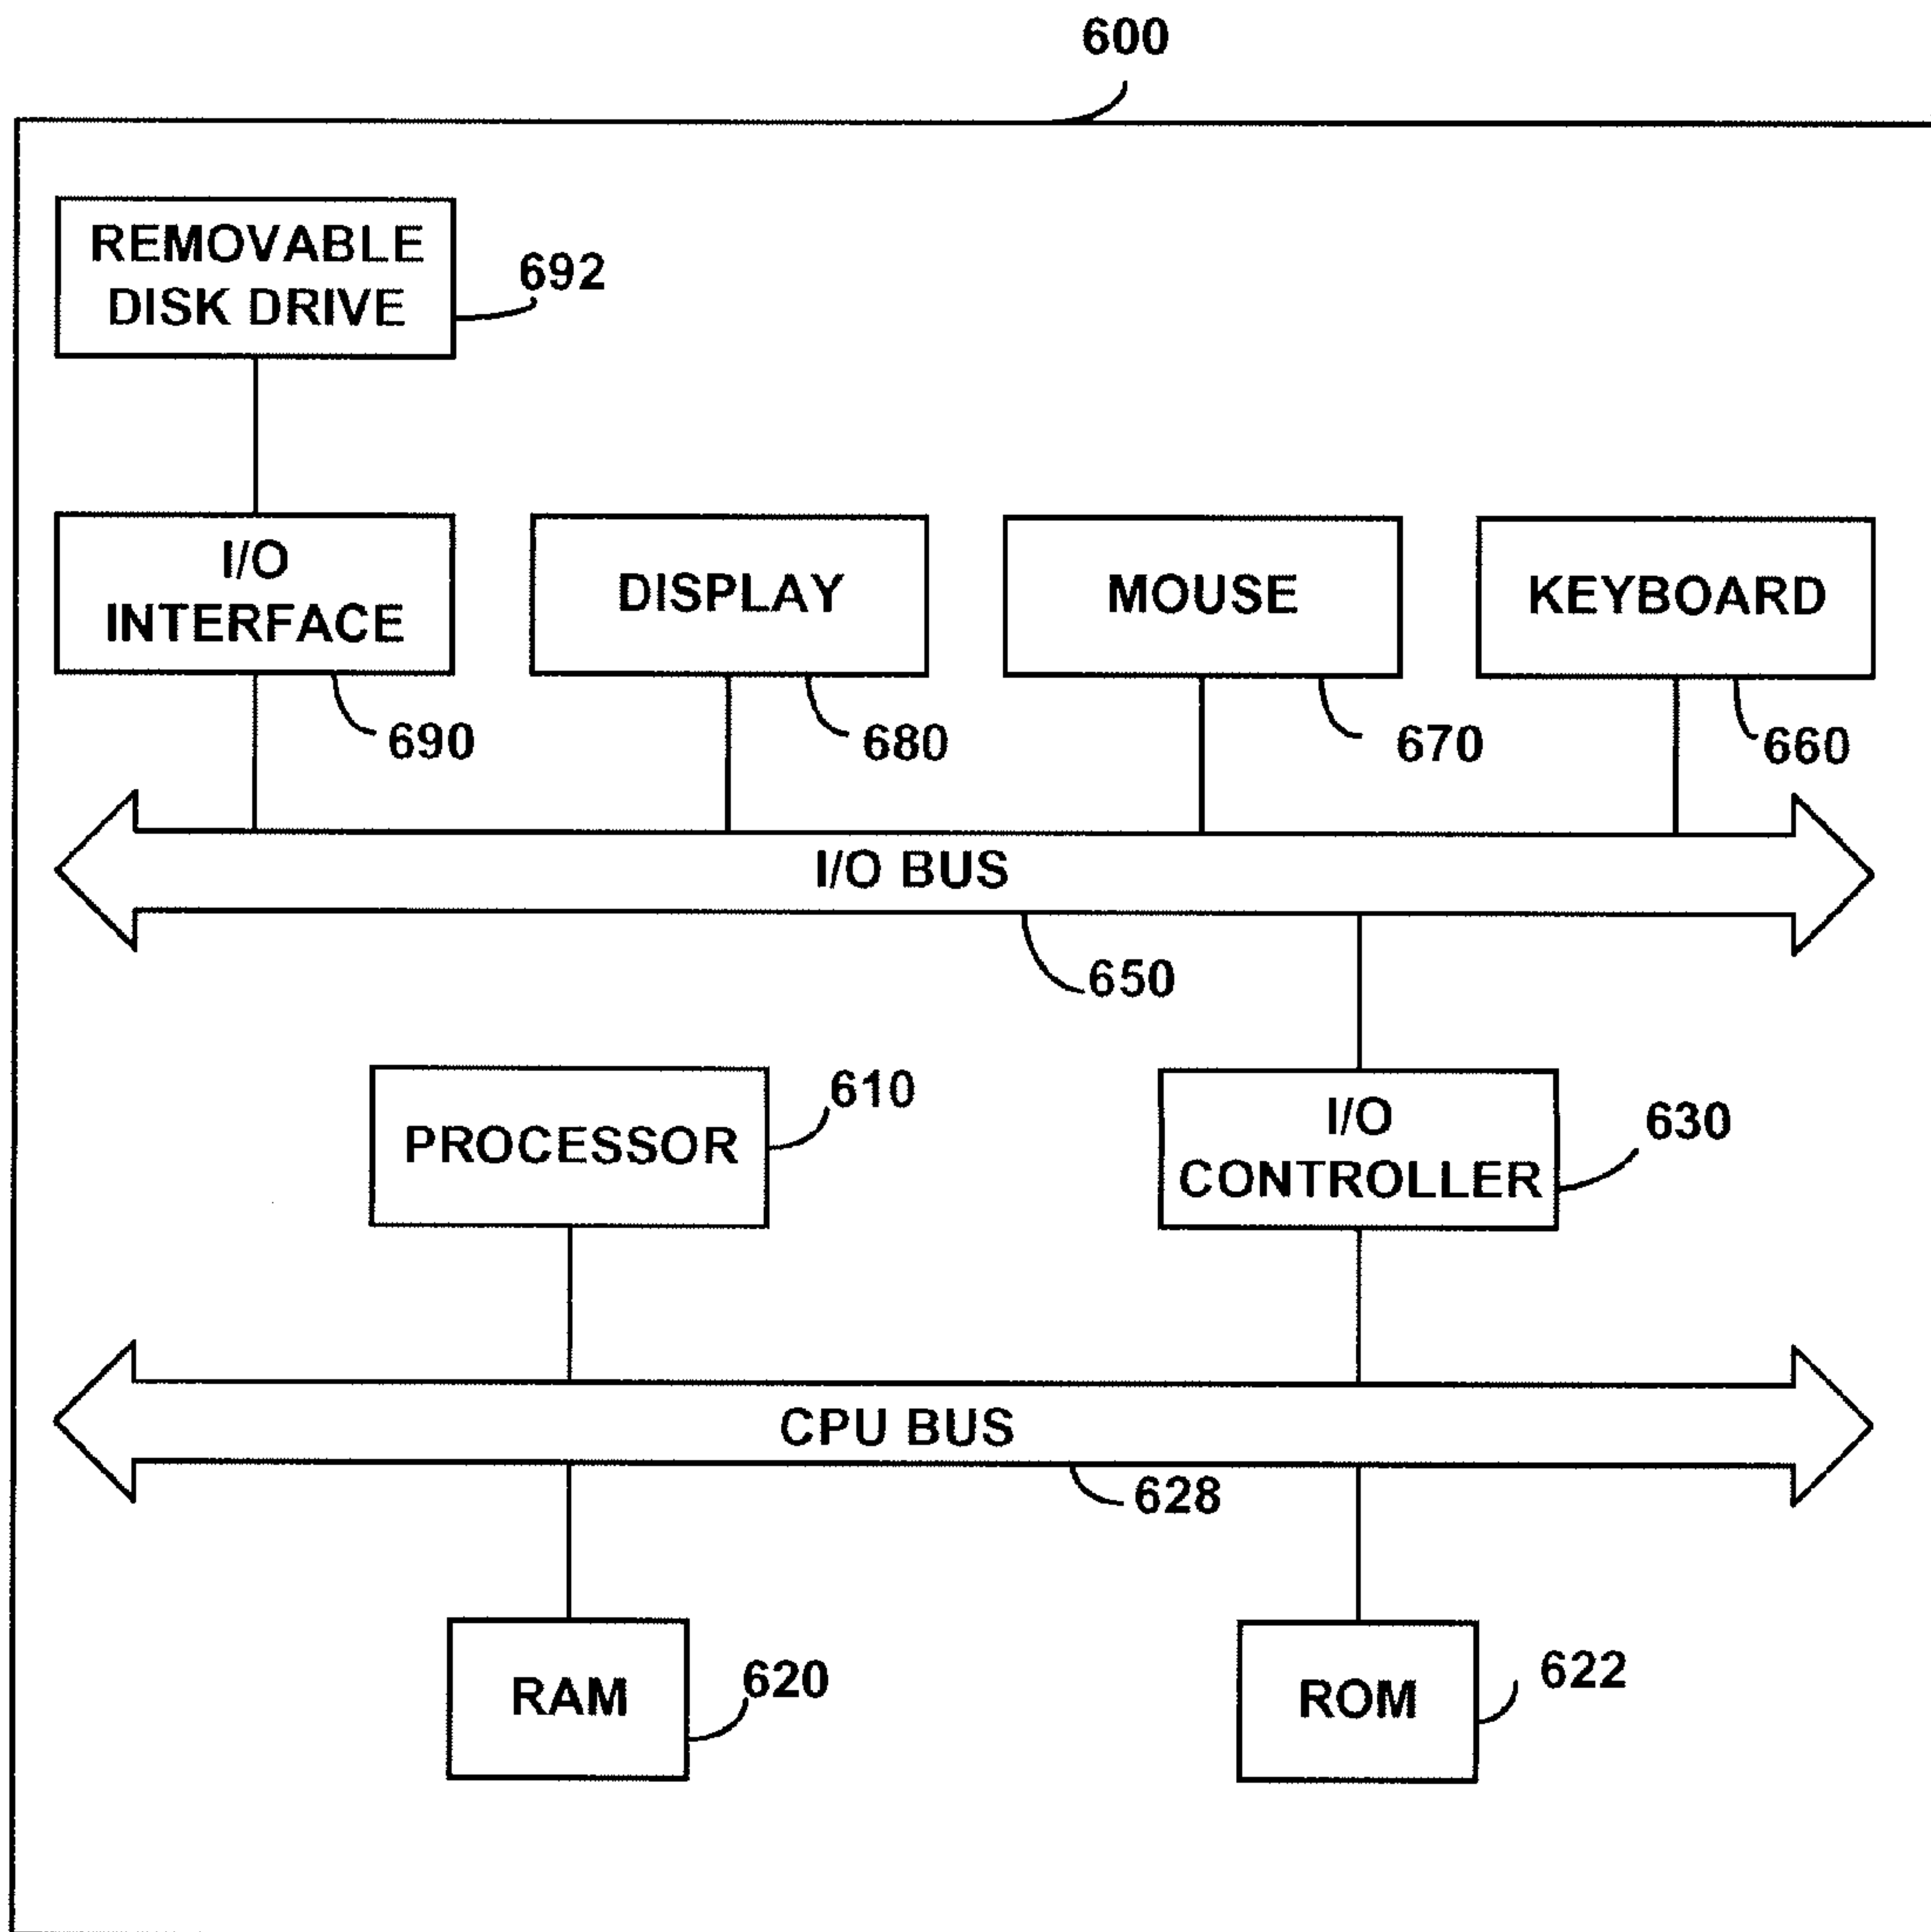 600
REMOVABLE
DISK DRIVE
692
I/O
INTERFACE
DISPLAY
MOUSE
KEYBOARD
690
680
670
660
I/O BUS
650
PROCESSOR
610
I/O
CONTROLLER
630
CPU BUS
628
RAM
620
ROM
622